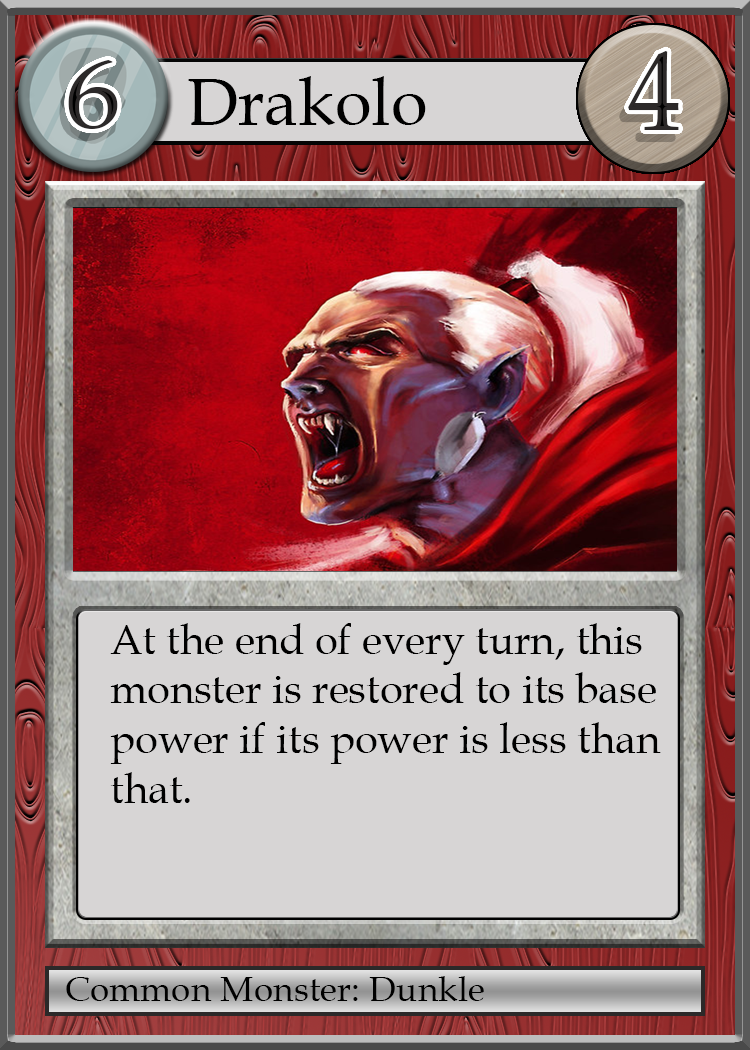 6 Drakolo 4
At the end of every turn, this
monster is restored to its base
power if its power is less than
that.
Common Monster: Dunkle